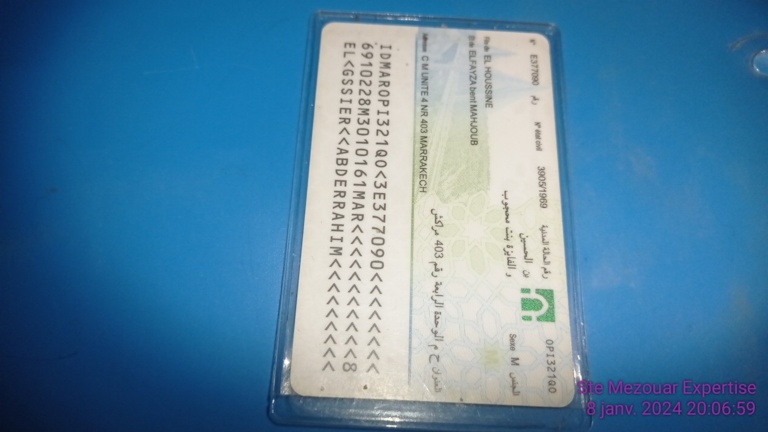 Mezouar Expertise
8 janv. 2024 20:06:59
N° E377090 رقم N° état civil 3905/1969 رقم الحالة المدنية
OPI321Q0
بن الحسين
و الفايزة بنت محجوب
Sexe M الجنس
M
Fils de EL HOUSSINE
Et de ELFAYZA bent MAHJOUB
العنوان ح م الوحدة الرابعة رقم 403 مراكش
Adresse C M UNITE 4 NR 403 MARRAKECH
IDMAROPI321Q0<3E377090<<<<<<<<
6910228M3010161MAR<<<<<<<<<<<8
EL<GSSIER<<ABDERRAHIM<<<<<<<<<